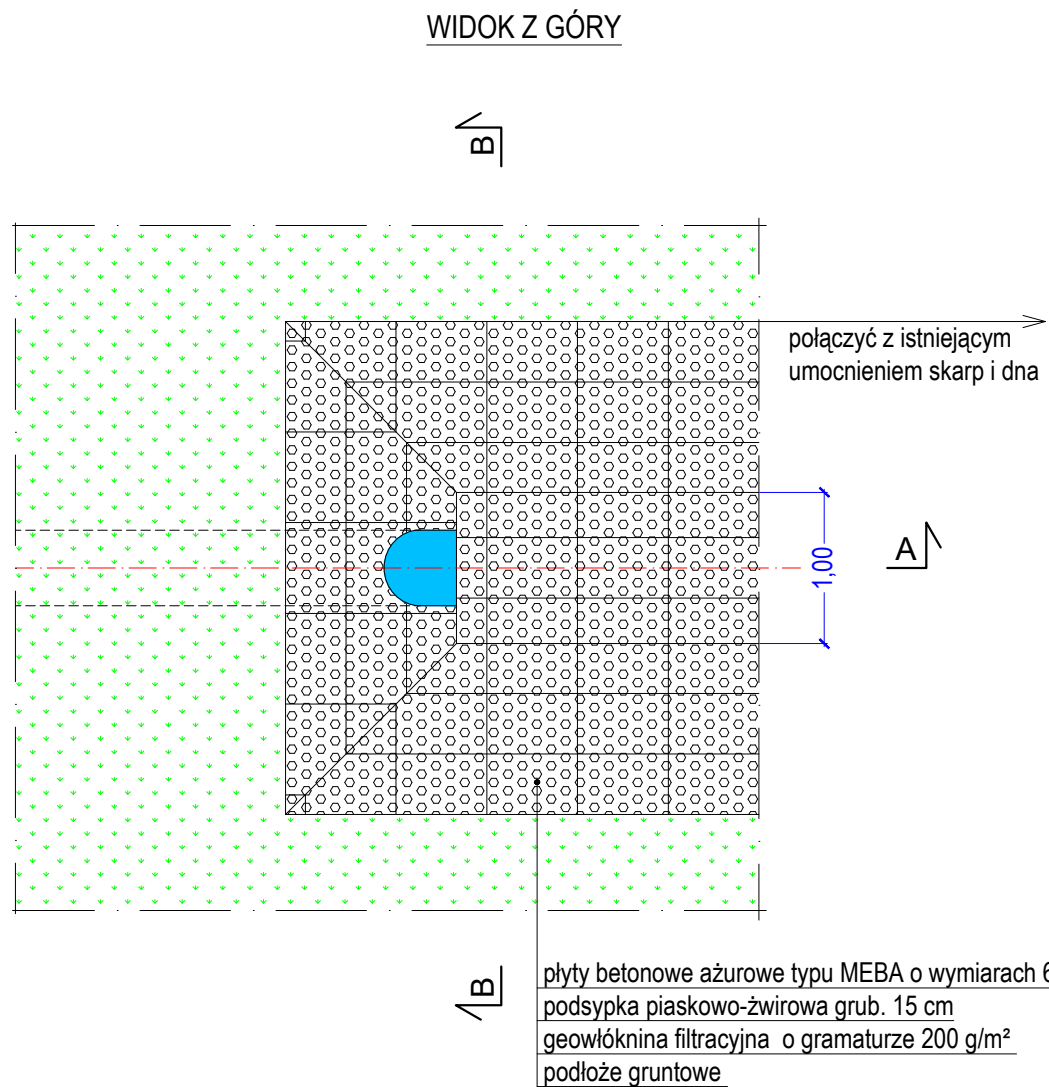 WIDOK Z GÓRY
B
połączyć z istniejącym
umocnieniem skarp i dna
A
1,00
B
płyty betonowe ażurowe typu MEBA o wymiarach 6
podsypka piaskowo-żwirowa grub. 15 cm
geowłóknina filtracyjna o gramaturze 200 g/m²
podłoże gruntowe